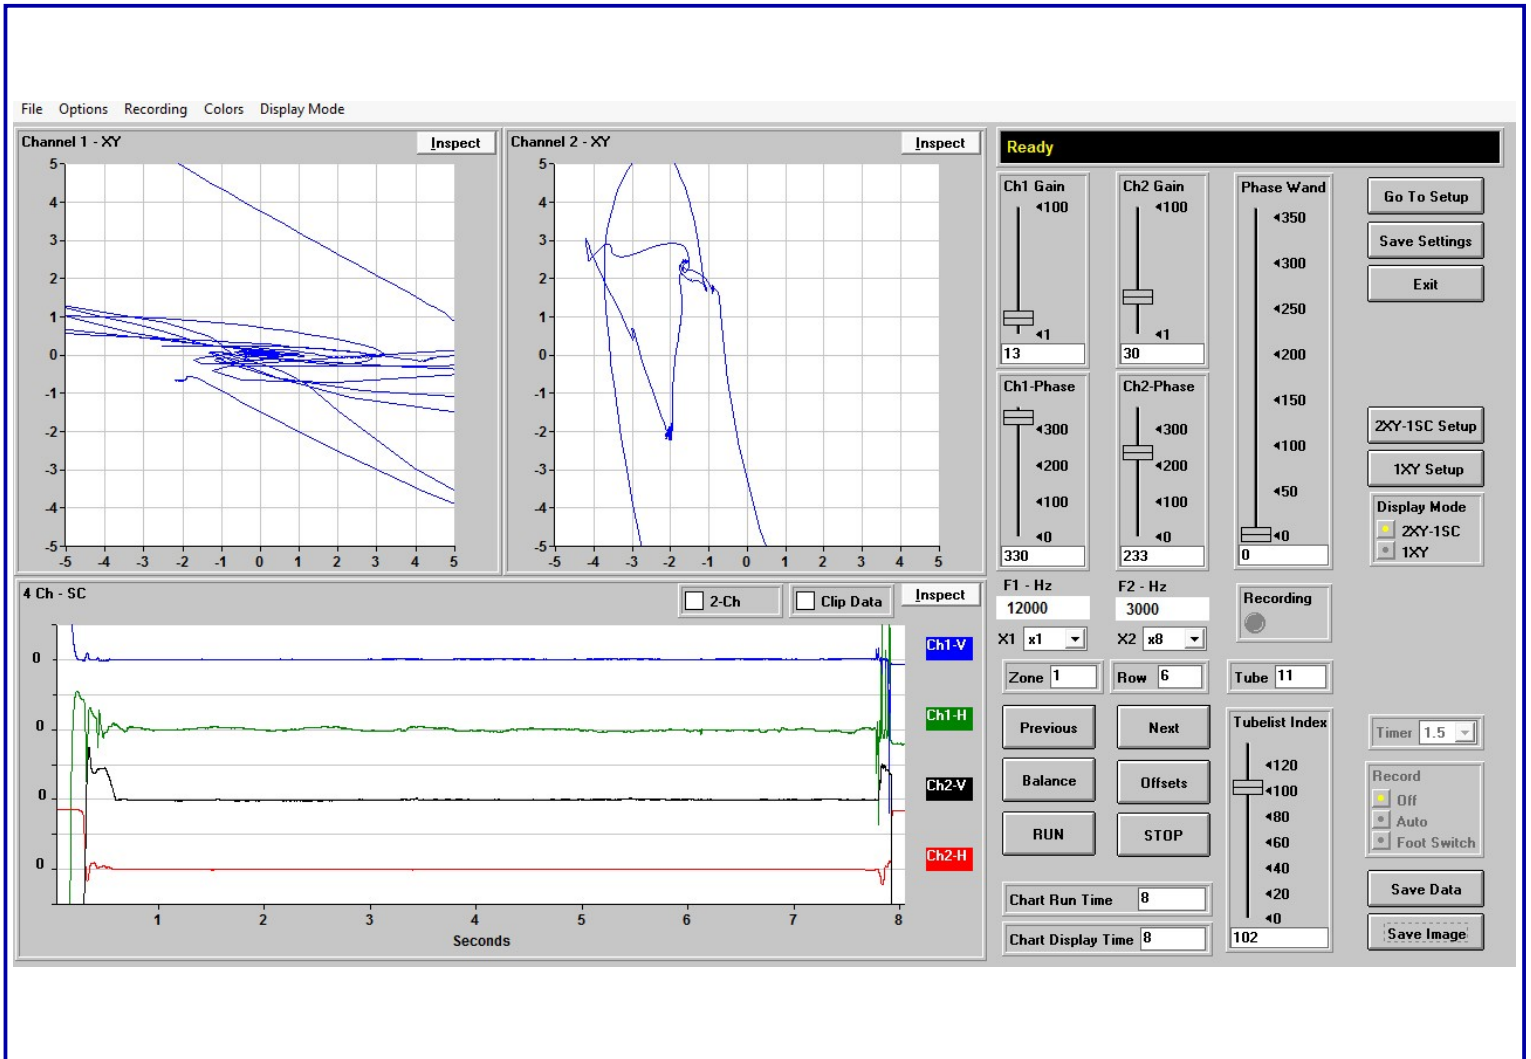 File Options Recording Colors Display Mode
Channel 1 - XY
Inspect
5
4
3
2
1
0
-1
-2
-3
-4
-5
-5 -4 -3 -2 -1 0 1 2 3 4 5
Channel 2 - XY
Inspect
5
4
3
2
1
0
-1
-2
-3
-4
-5
-5 -4 -3 -2 -1 0 1 2 3 4 5
4 Ch - SC
2-Ch
Clip Data
Inspect
0
0
0
0
Ch1-V
Ch1-H
Ch2-V
Ch2-H
1 2 3 4 5 6 7 8
Seconds
Ready
Ch1 Gain
100
1
13
Ch2 Gain
100
1
30
Phase Wand
350
300
250
200
150
100
50
0
0
Ch1-Phase
300
200
100
0
330
Ch2-Phase
300
200
100
0
233
Go To Setup
Save Settings
Exit
2XY-1SC Setup
1XY Setup
Display Mode
2XY-1SC
1XY
F1 - Hz
12000
F2 - Hz
3000
Recording
X1 x1
X2 x8
Zone 1
Row 6
Tube 11
Previous
Next
Balance
Offsets
RUN
STOP
Tubelist Index
120
100
80
60
40
20
0
102
Timer 1.5
Record
Off
Auto
Foot Switch
Chart Run Time 8
Chart Display Time 8
Save Data
Save Image